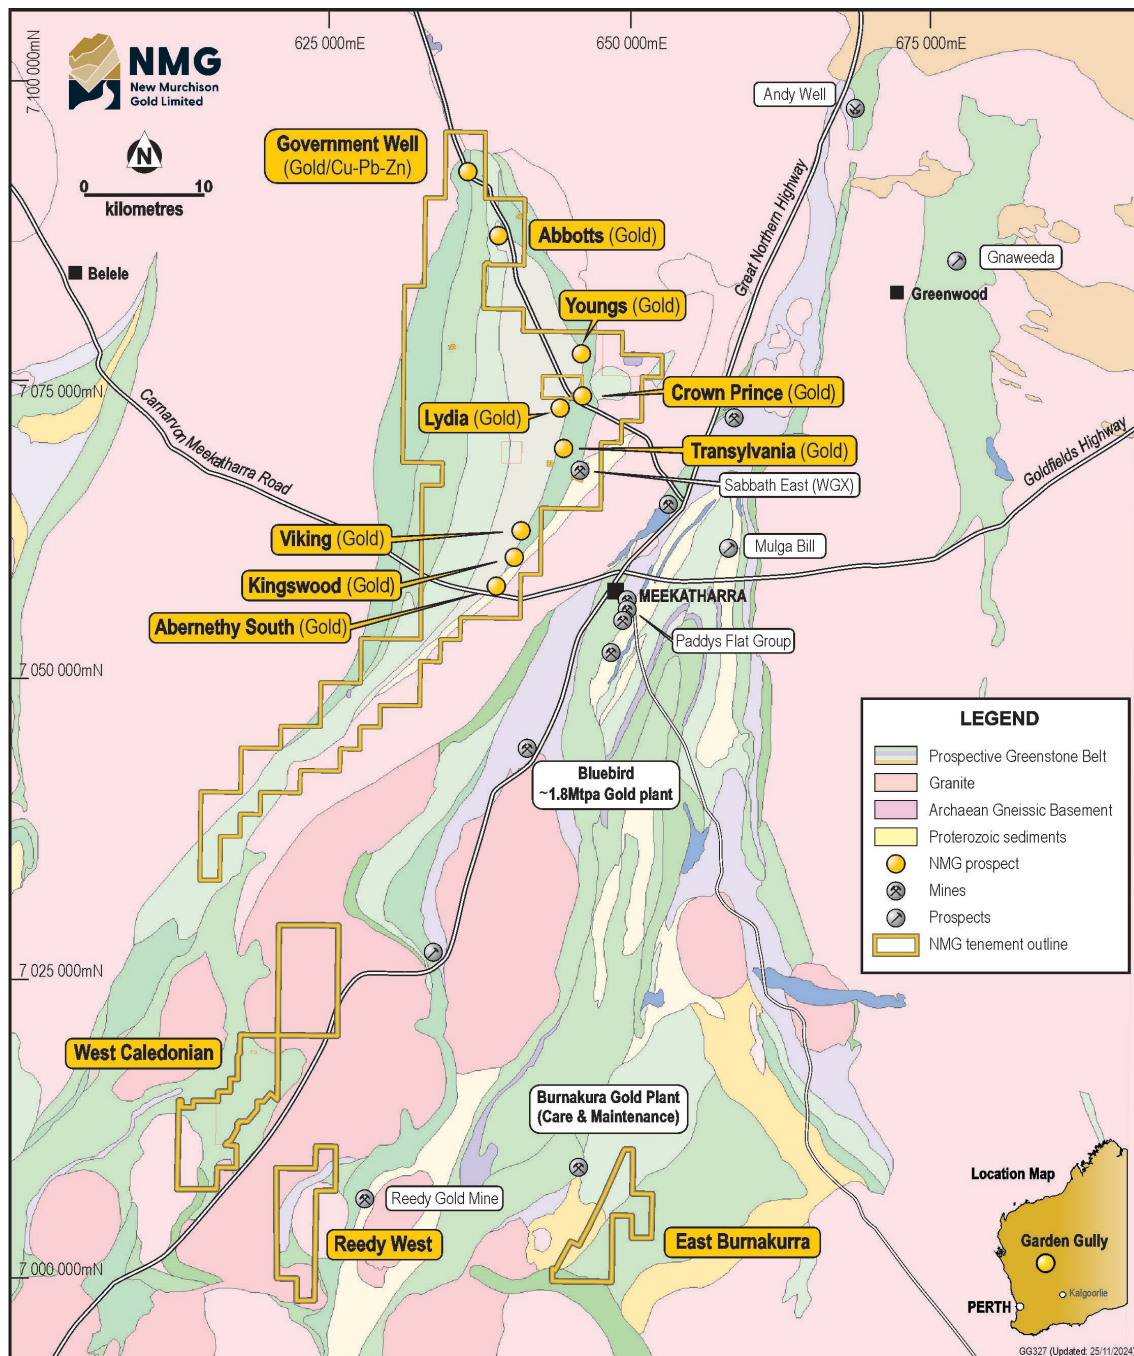 625 000mE
650 000mE
675 000mE
7 100 000mN
NMG
New Murchison
Gold Limited
N
0 10
kilometres
Andy Well
Government Well
(Gold/Cu-Pb-Zn)
Great Northern Highway
Abbotts (Gold)
Gnaweeda
Belele
Greenwood
Youngs (Gold)
7 075 000mN
Crown Prince (Gold)
Lydia (Gold)
Carnarvon Meekatharra Road
Transylvania (Gold)
Goldfields Highway
Sabbath East (WGX)
Viking (Gold)
Mulga Bill
Kingswood (Gold)
MEEKATHARRA
Abernethy South (Gold)
Paddys Flat Group
7 050 000mN
LEGEND
Prospective Greenstone Belt
Granite
Archaean Gneissic Basement
Proterozoic sediments
NMG prospect
Mines
Prospects
NMG tenement outline
Bluebird
~1.8Mtpa Gold plant
7 025 000mN
West Caledonian
Burnakura Gold Plant
(Care & Maintenance)
Reedy Gold Mine
Reedy West
East Burnakurra
7 000 000mN
Location Map
Garden Gully
Kalgoorlie
PERTH
GG327 (Updated: 25/11/2024)